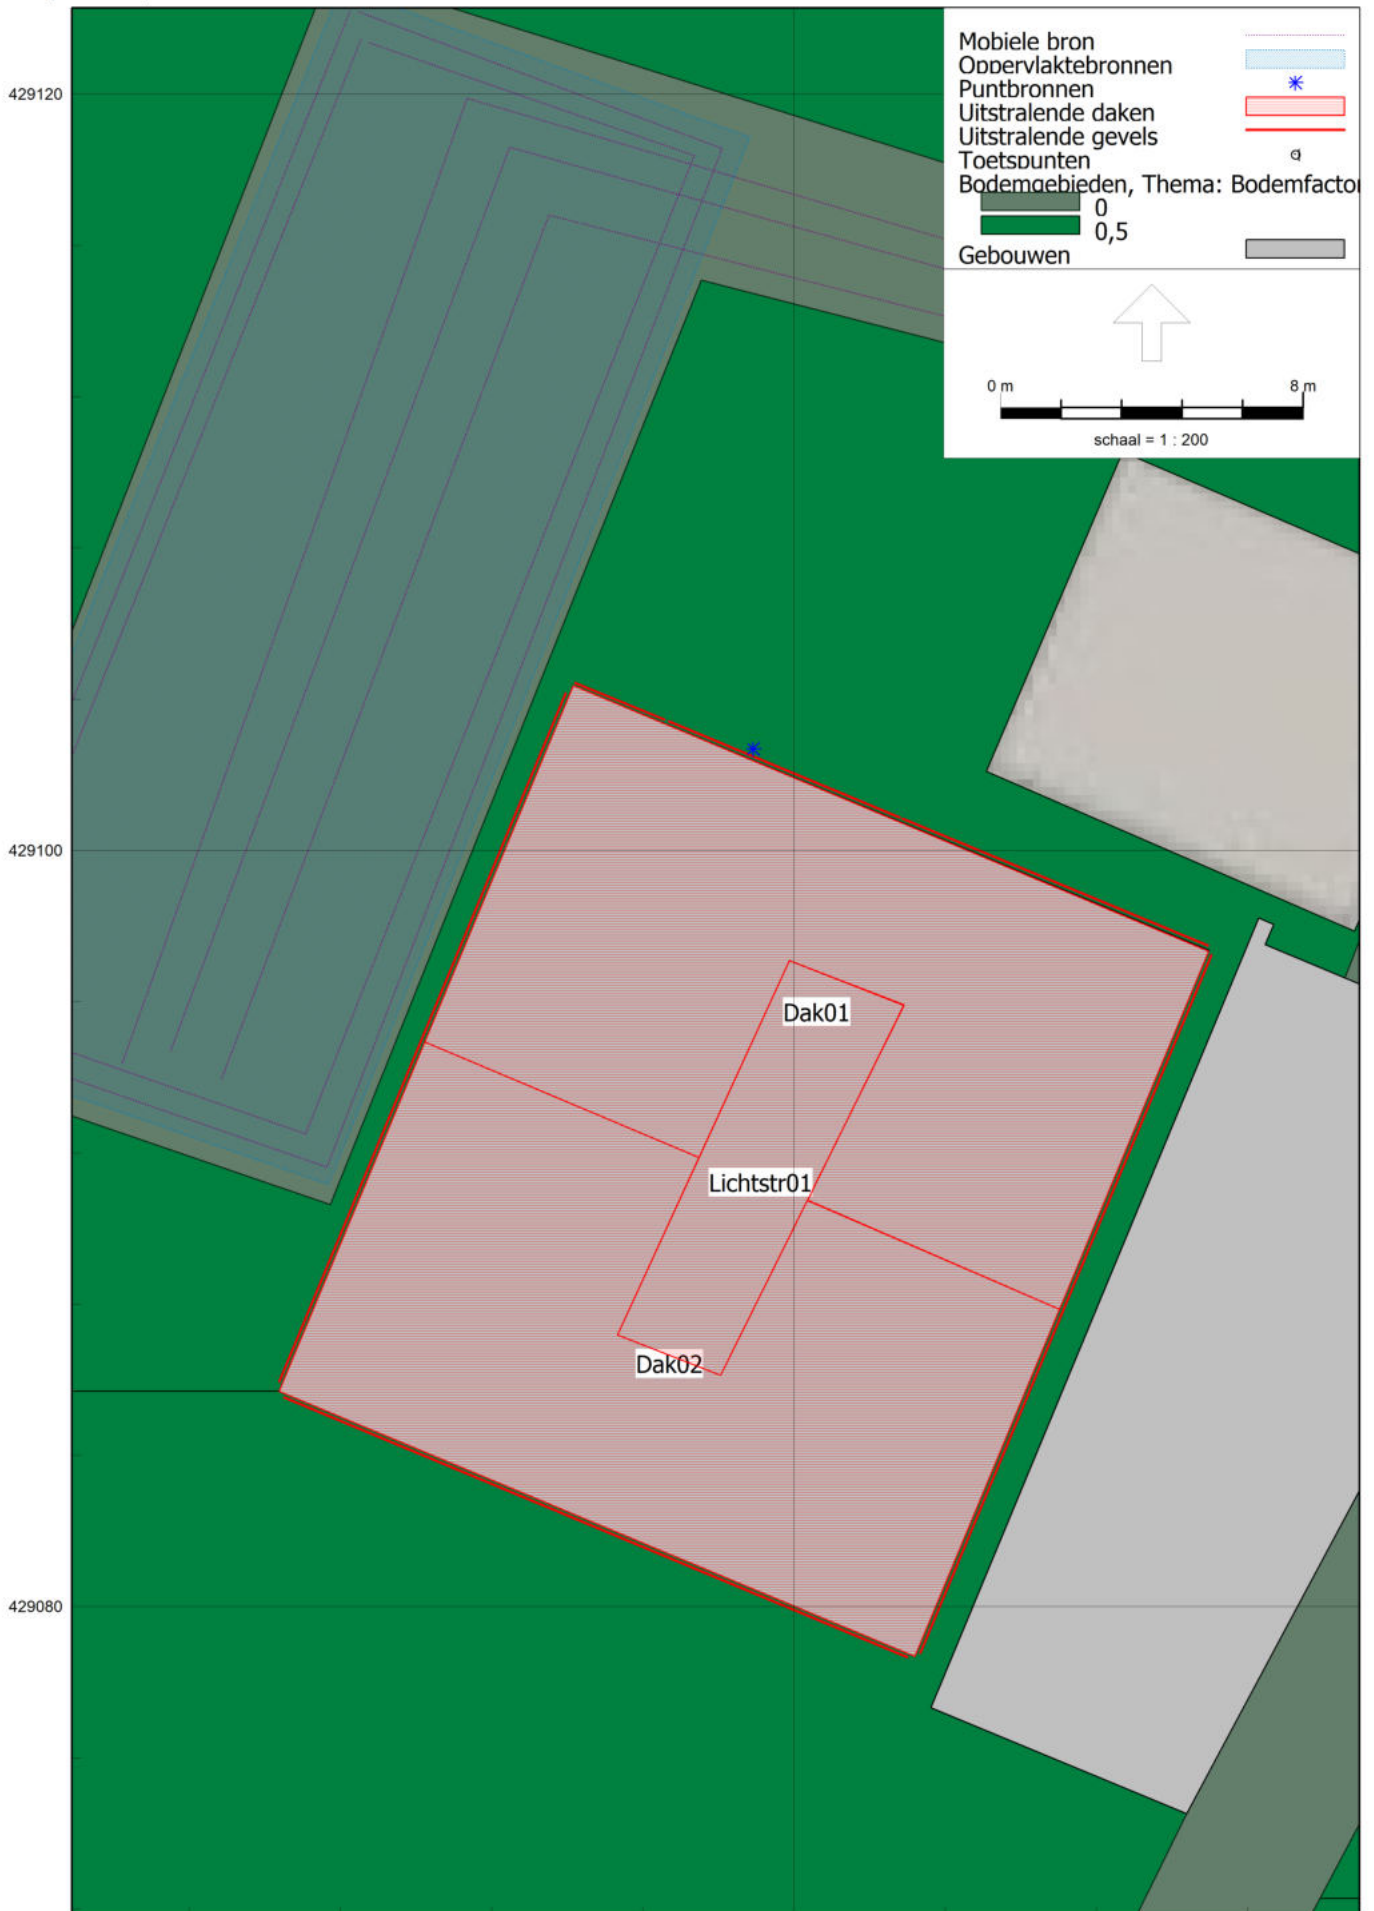 Mobiele bron
Oppervlaktebronnen
Puntbronnen
Uitstralende daken
Uitstralende gevels
Toetspunten
Bodemgebieden, Thema: Bodemfactor
0
0,5
Gebouwen
0 m 8 m
schaal = 1 : 200
429120
429100
Dak01
Lichtstr01
Dak02
429080